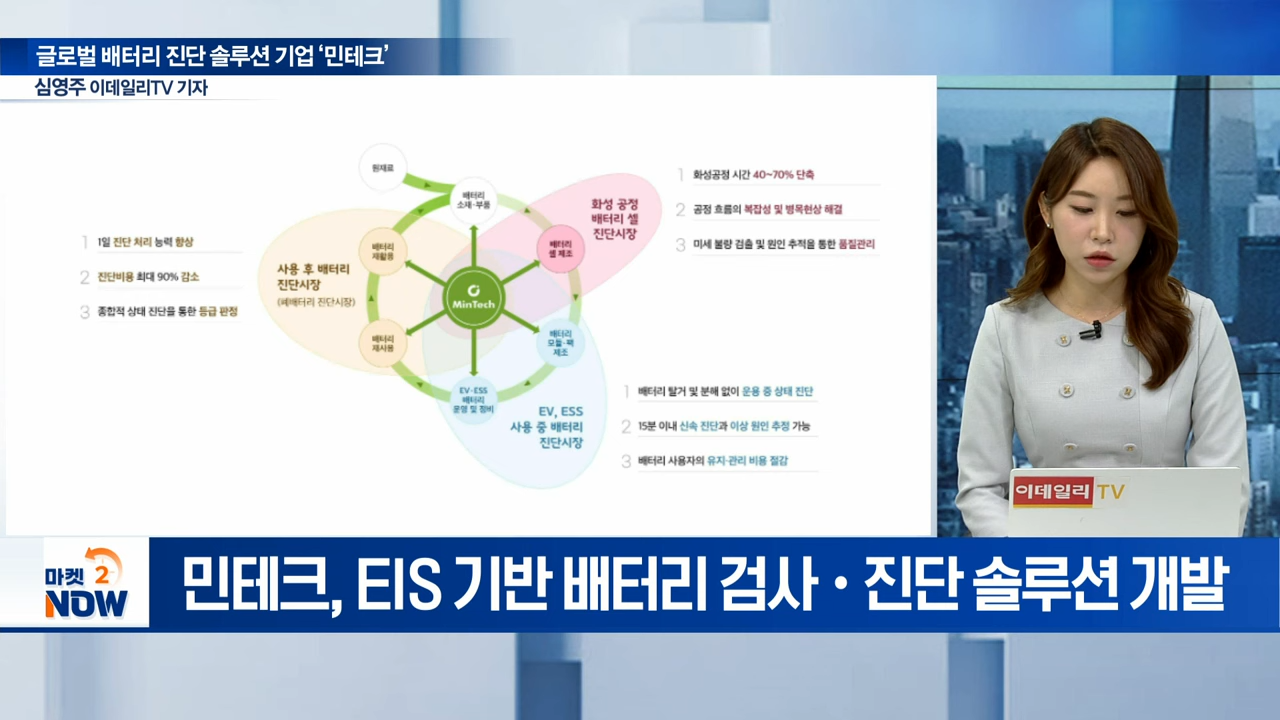 글로벌 배터리 진단 솔루션 기업 ‘민테크’
심영주 이데일리TV 기자
원재료
배터리
소재·부품
배터리
셀 제조
배터리
모듈·팩
제조
EV·ESS
배터리
운영 및 정비
배터리
재사용
배터리
재활용
MinTech
화성 공정
배터리 셀
진단시장
1 화성공정 시간 40~70% 단축
2 공정 흐름의 복잡성 및 병목현상 해결
3 미세 불량 검출 및 원인 추적을 통한 품질관리
사용 후 배터리
진단시장
(폐배터리 진단시장)
1 1일 진단 처리 능력 향상
2 진단비용 최대 90% 감소
3 종합적 상태 진단을 통한 등급 판정
EV, ESS
사용 중 배터리
진단시장
1 배터리 탈거 및 분해 없이 운용 중 상태 진단
2 15분 이내 신속 진단과 이상 원인 추정 가능
3 배터리 사용자의 유지·관리 비용 절감
이데일리 TV
마켓 2
NOW
민테크, EIS 기반 배터리 검사·진단 솔루션 개발